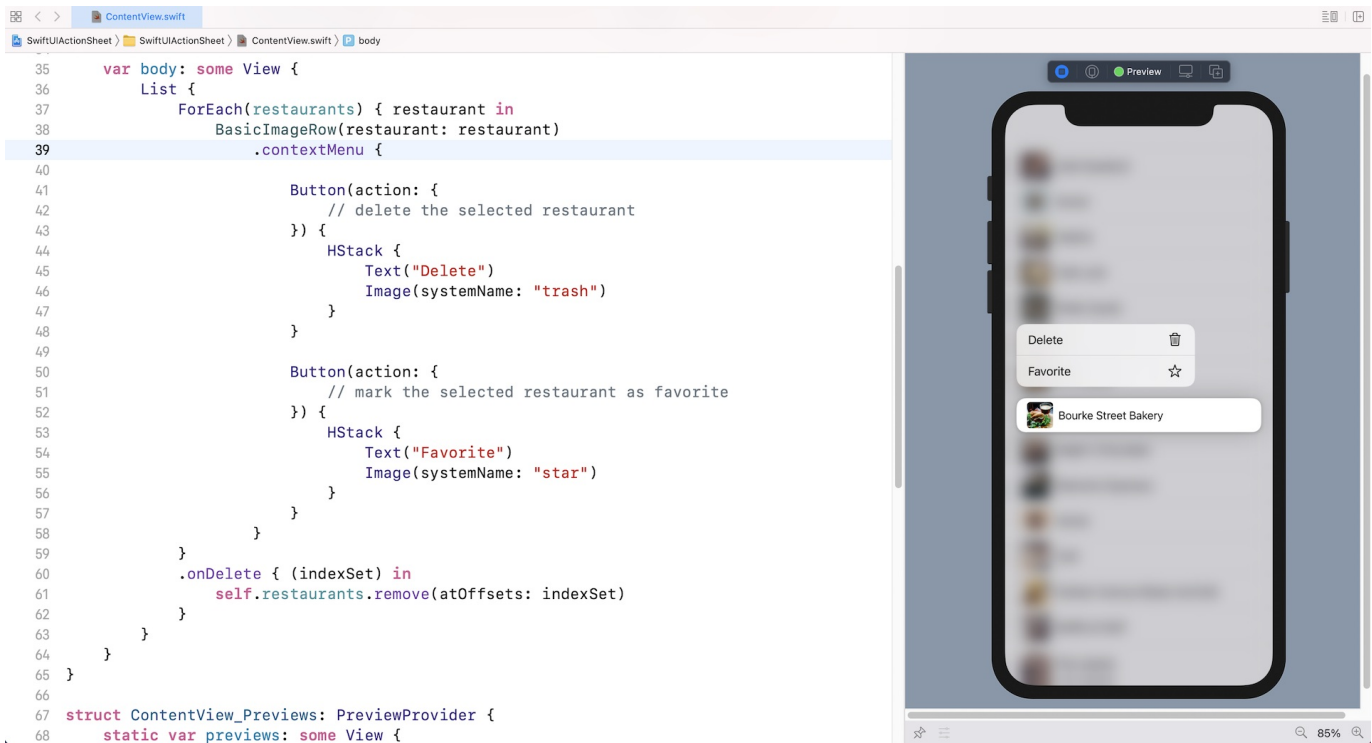 ContentView.swift
SwiftUIActionSheet 〉 SwiftUIActionSheet 〉 ContentView.swift 〉 P body
35 var body: some View {
36 List {
37 ForEach(restaurants) { restaurant in
38 BasicImageRow(restaurant: restaurant)
39 .contextMenu {
40
41 Button(action: {
42 // delete the selected restaurant
43 }) {
44 HStack {
45 Text("Delete")
46 Image(systemName: "trash")
47 }
48 }
49
50 Button(action: {
51 // mark the selected restaurant as favorite
52 }) {
53 HStack {
54 Text("Favorite")
55 Image(systemName: "star")
56 }
57 }
58 }
59 }
60 .onDelete { (indexSet) in
61 self.restaurants.remove(atOffsets: indexSet)
62 }
63 }
64 }
65 }
66
67 struct ContentView_Previews: PreviewProvider {
68 static var previews: some View {
Preview
Delete
Favorite
Bourke Street Bakery
85%